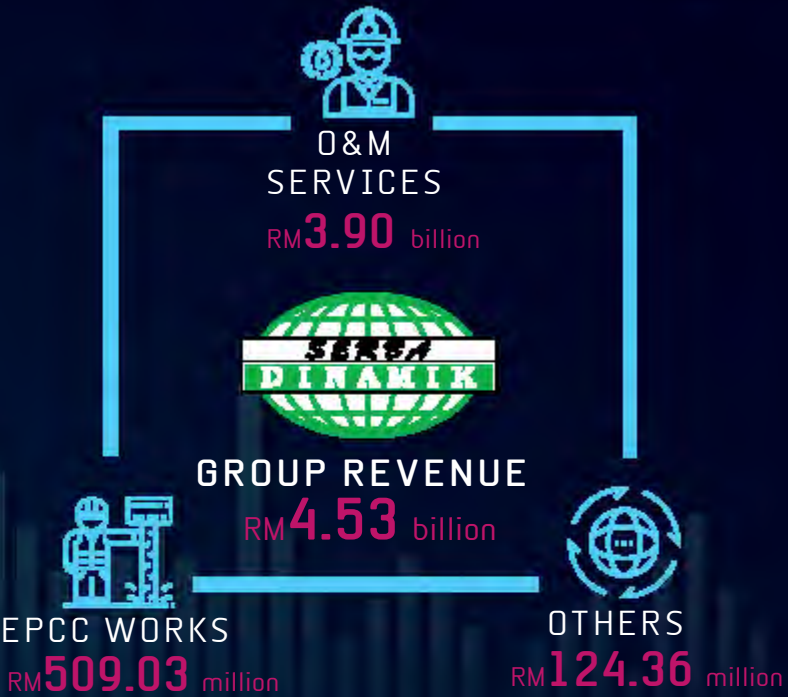 O&M
SERVICES
RM3.90 billion
SERBA
DINAMIK
GROUP REVENUE
RM4.53 billion
EPCC WORKS
RM509.03 million
OTHERS
RM124.36 million